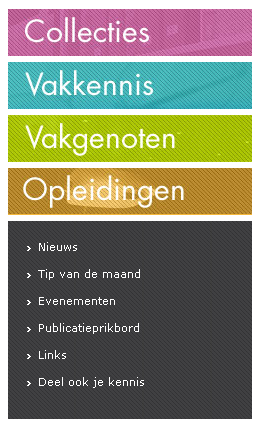 Collecties
Vakkennis
Vakgenoten
Opleidingen
Nieuws
Tip van de maand
Evenementen
Publicatieprikbord
Links
Deel ook je kennis